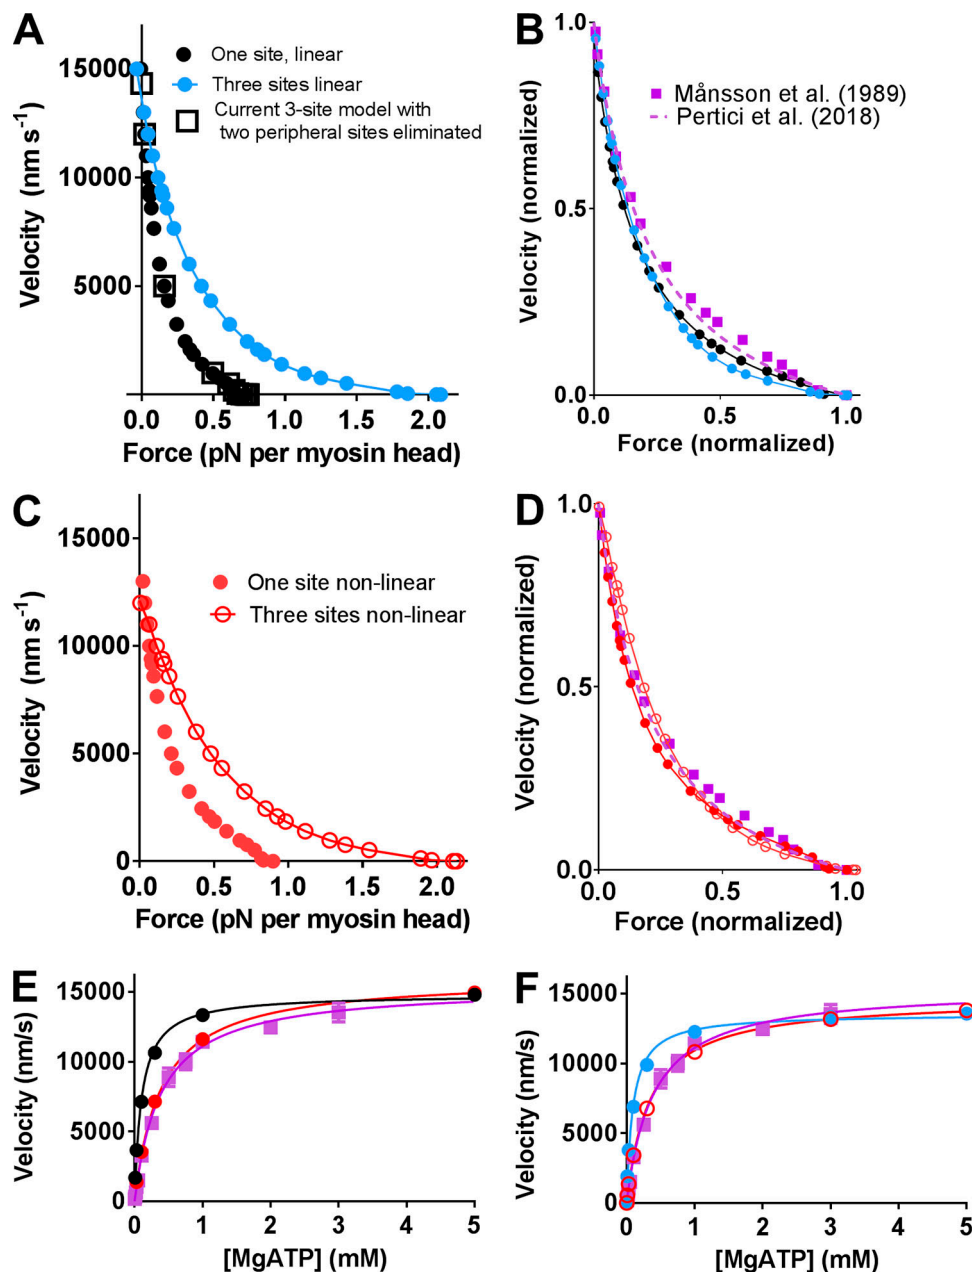 A
One site, linear
Three sites linear
Current 3-site model with
two peripheral sites eliminated
15000
10000
5000
0
Velocity (nm s⁻¹)
0.0 0.5 1.0 1.5 2.0
Force (pN per myosin head)
B
Månsson et al. (1989)
Pertici et al. (2018)
1.0
0.5
0.0
Velocity (normalized)
0.0 0.5 1.0
Force (normalized)
C
One site non-linear
Three sites non-linear
15000
10000
5000
0
Velocity (nm s⁻¹)
0.0 0.5 1.0 1.5 2.0
Force (pN per myosin head)
D
1.0
0.5
0.0
Velocity (normalized)
0.0 0.5 1.0
Force (normalized)
E
15000
10000
5000
0
Velocity (nm/s)
0 1 2 3 4 5
[MgATP] (mM)
F
15000
10000
5000
0
Velocity (nm/s)
0 1 2 3 4 5
[MgATP] (mM)